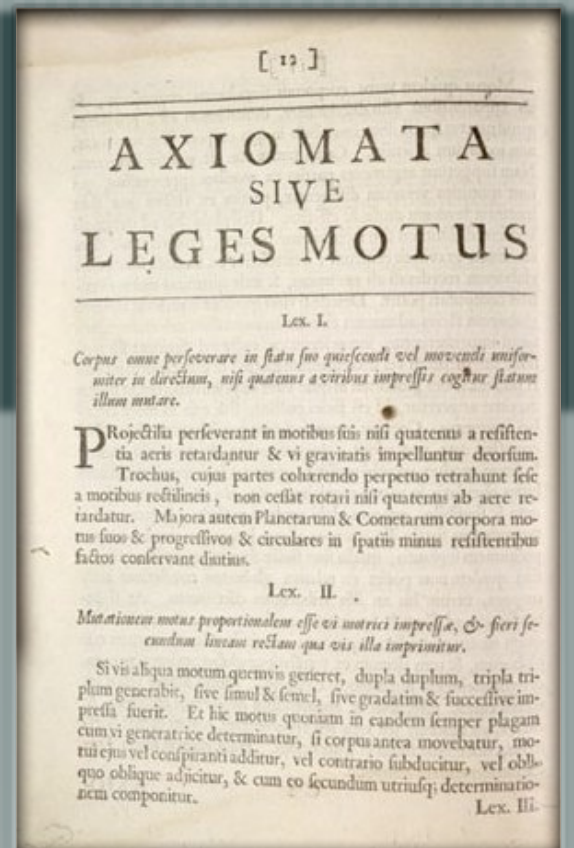 [ 12 ]
AXIOMATA
SIVE
LEGES MOTUS
Lex. I.
Corpus omne perſeverare in ſtatu ſuo quieſcendi vel movendi unifor-
miter in directum, niſi quatenus a viribus impreſſis cogitur ſtatum
illum mutare.
PRojectilia perſeverant in motibus ſuis niſi quatenus a reſiſten-
tia aeris retardantur & vi gravitatis impelluntur deorſum.
Trochus, cujus partes cohærendo perpetuo retrahunt ſeſe
a motibus rectilineis, non ceſſat rotari niſi quatenus ab aere re-
tardatur. Majora autem Planetarum & Cometarum corpora mo-
tus ſuos & progreſſivos & circulares in ſpatiis minus reſiſtentibus
factos conſervant diutius.
Lex. II.
Mutationem motus proportionalem eſſe vi motrici impreſſæ, & fieri ſe-
cundum lineam rectam qua vis illa imprimitur.
Si vis aliqua motum quemvis generet, dupla duplum, tripla tri-
plum generabit, ſive ſimul & ſemel, ſive gradatim & ſucceſſive im-
preſſa fuerit. Et hic motus quoniam in eandem ſemper plagam
cum vi generatrice determinatur, ſi corpus antea movebatur, mo-
tui ejus vel conſpiranti additur, vel contrario ſubducitur, vel obli-
quo oblique adjicitur, & cum eo ſecundum utriuſq; determinatio-
nem componitur.
Lex. III.